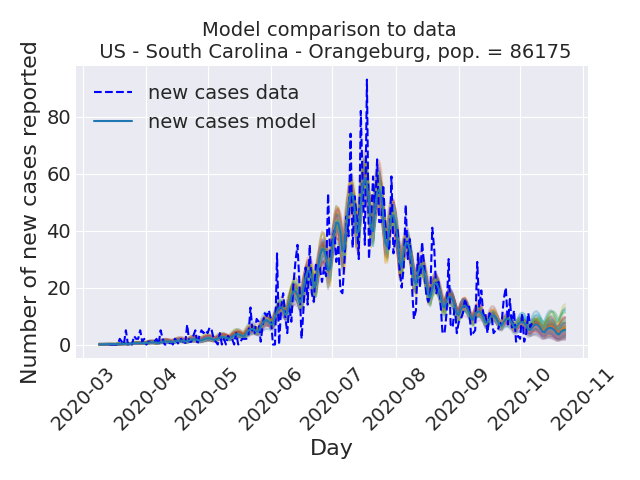 Model comparison to data
US - South Carolina - Orangeburg, pop. = 86175
Number of new cases reported
80
60
40
20
0
new cases data
new cases model
2020-03
2020-04
2020-05
2020-06
2020-07
2020-08
2020-09
2020-10
2020-11
Day